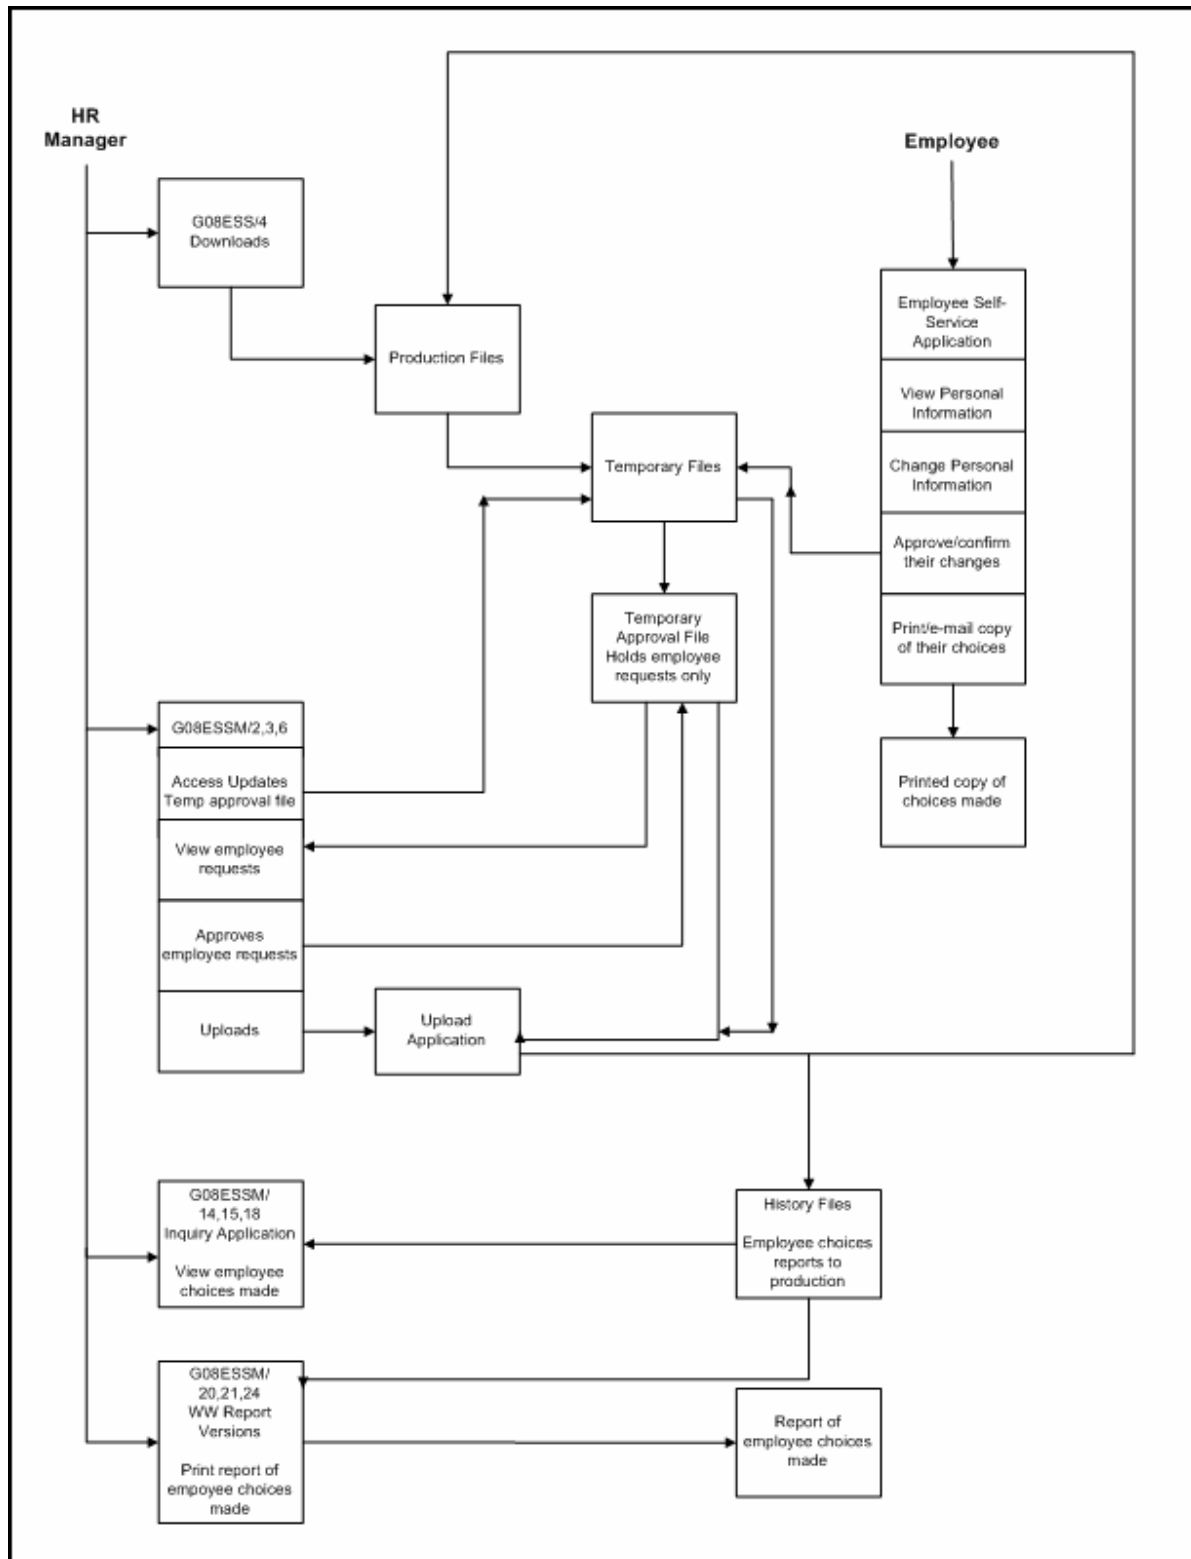 HR
Manager
Employee
G08ESS/4
Downloads
Production Files
Employee Self-
Service
Application
View Personal
Information
Temporary Files
Change Personal
Information
Approve/confirm
their changes
Temporary
Approval File
Holds employee
requests only
Print/e-mail copy
of their choices
G08ESSM/2,3,6
Access Updates
Temp approval file
Printed copy of
choices made
View employee
requests
Approves
employee requests
Uploads
Upload
Application
G08ESSM/
14,15,18
Inquiry Application
View employee
choices made
History Files
Employee choices
reports to
production
G08ESSM/
20,21,24
WW Report
Versions
Print report of
empoyee choices
made
Report of
employee choices
made